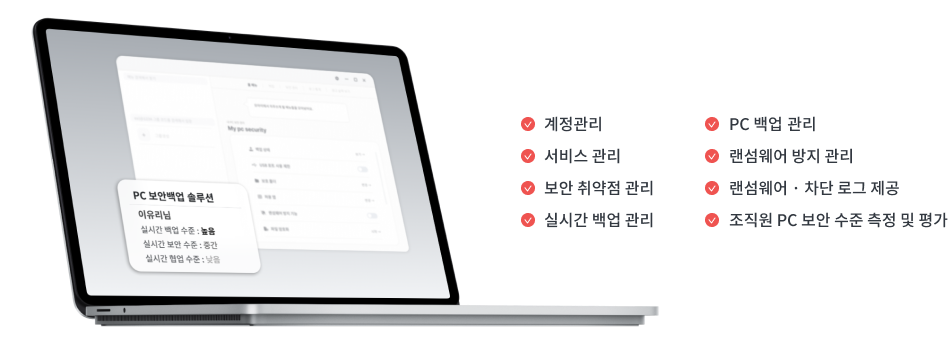 My pc security
PC 보안백업 솔루션
이유리님
실시간 백업 수준 : 높음
실시간 보안 수준 : 중간
실시간 협업 수준 : 낮음
계정관리
서비스 관리
보안 취약점 관리
실시간 백업 관리
PC 백업 관리
랜섬웨어 방지 관리
랜섬웨어 · 차단 로그 제공
조직원 PC 보안 수준 측정 및 평가